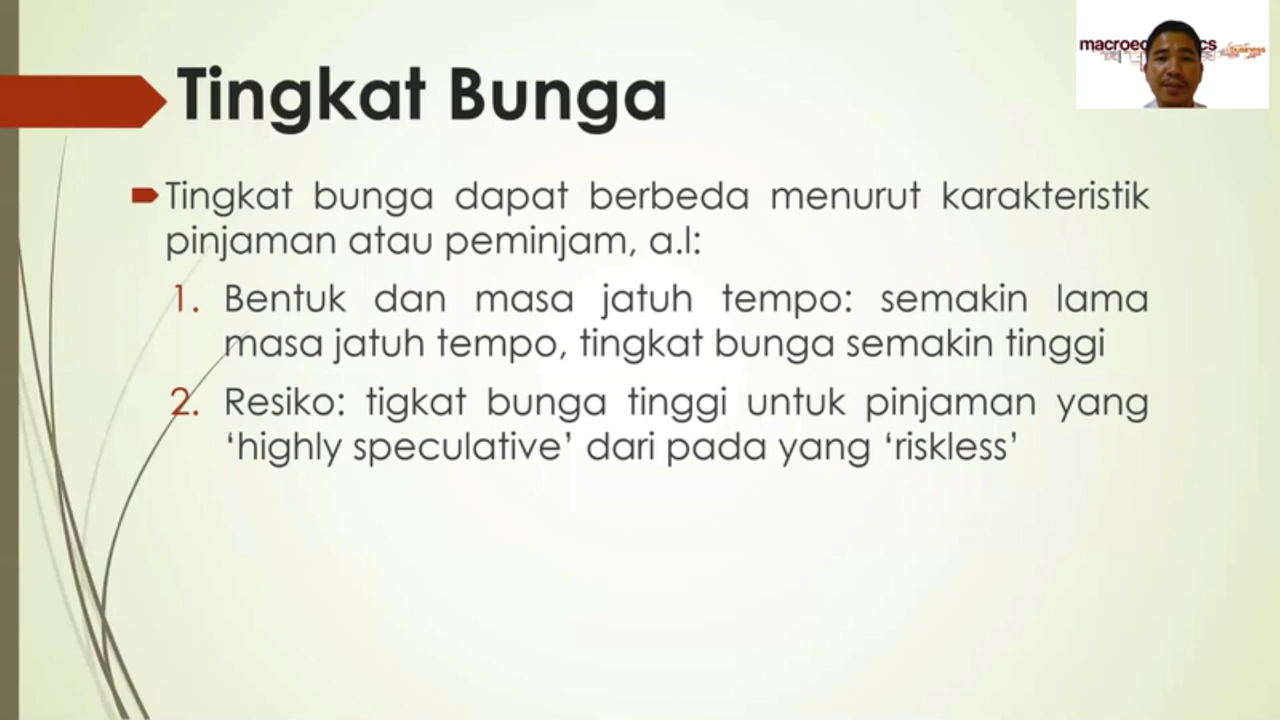 Tingkat Bunga
Tingkat bunga dapat berbeda menurut karakteristik
pinjaman atau peminjam, a.l:
1. Bentuk dan masa jatuh tempo: semakin lama
masa jatuh tempo, tingkat bunga semakin tinggi
2. Resiko: tigkat bunga tinggi untuk pinjaman yang
‘highly speculative’ dari pada yang ‘riskless’
business